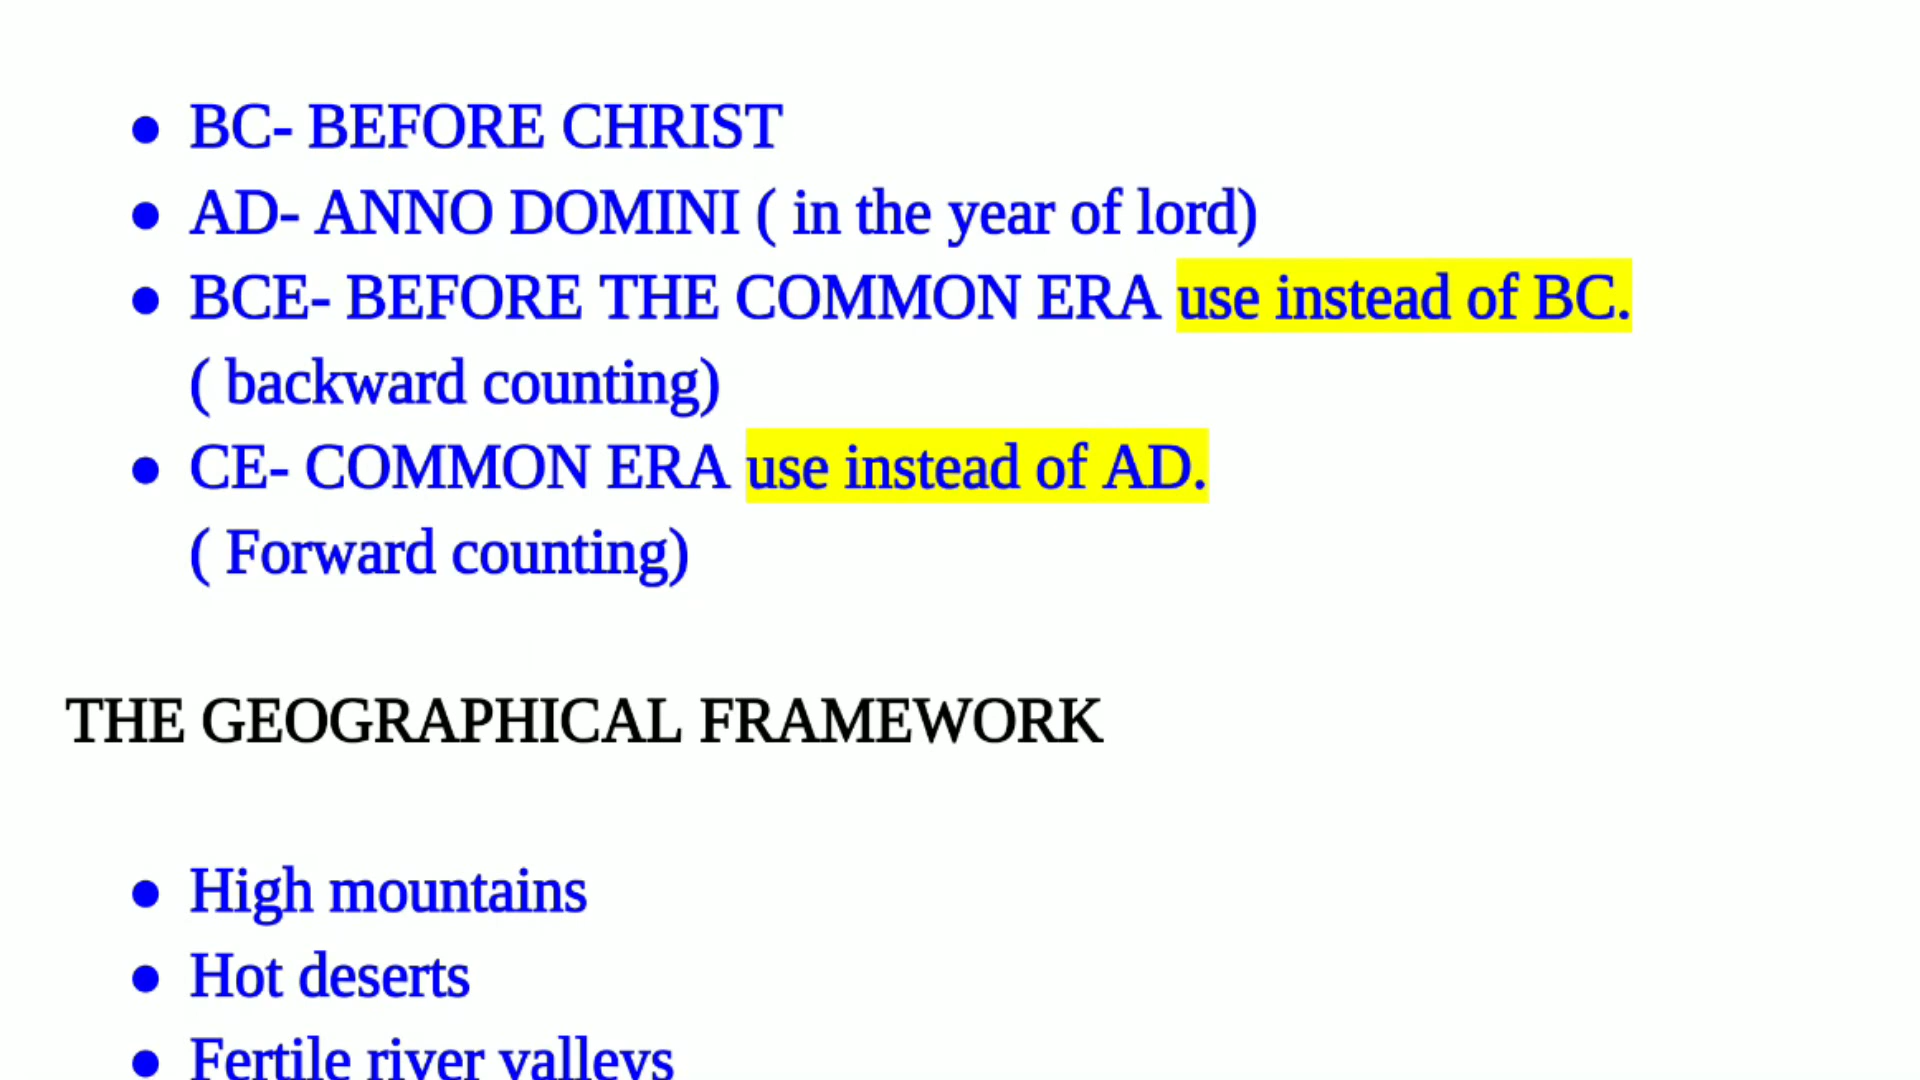 ● BC- BEFORE CHRIST
● AD- ANNO DOMINI ( in the year of lord)
● BCE- BEFORE THE COMMON ERA use instead of BC.
( backward counting)
● CE- COMMON ERA use instead of AD.
( Forward counting)
THE GEOGRAPHICAL FRAMEWORK
● High mountains
● Hot deserts
● Fertile river valleys